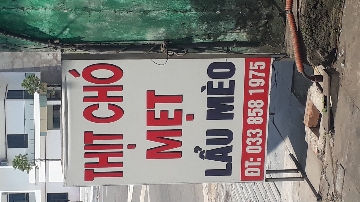 THỊT CHÓ
MẸT
LẨU MÈO
ĐT: 033 858 1975